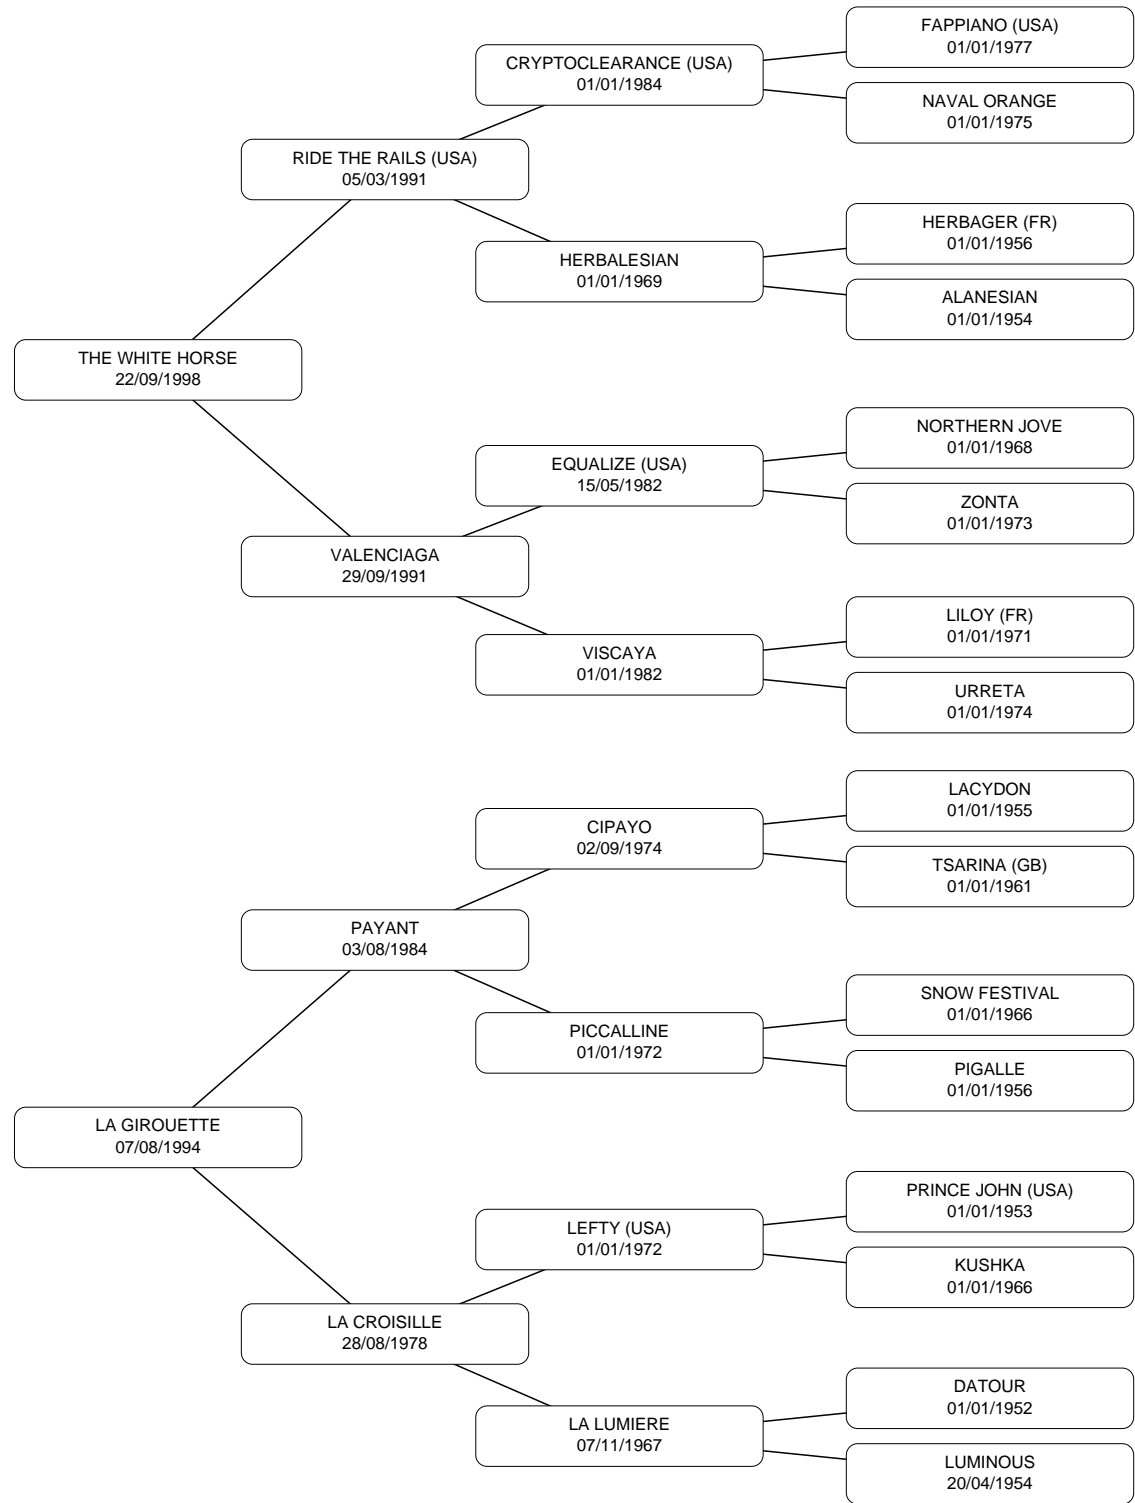 FAPPIANO (USA)
01/01/1977
CRYPTOCLEARANCE (USA)
01/01/1984
NAVAL ORANGE
01/01/1975
RIDE THE RAILS (USA)
05/03/1991
HERBAGER (FR)
01/01/1956
HERBALESIAN
01/01/1969
ALANESIAN
01/01/1954
THE WHITE HORSE
22/09/1998
NORTHERN JOVE
01/01/1968
EQUALIZE (USA)
15/05/1982
ZONTA
01/01/1973
VALENCIAGA
29/09/1991
LILOY (FR)
01/01/1971
VISCAYA
01/01/1982
URRETA
01/01/1974
LACYDON
01/01/1955
CIPAYO
02/09/1974
TSARINA (GB)
01/01/1961
PAYANT
03/08/1984
SNOW FESTIVAL
01/01/1966
PICCALLINE
01/01/1972
PIGALLE
01/01/1956
LA GIROUETTE
07/08/1994
PRINCE JOHN (USA)
01/01/1953
LEFTY (USA)
01/01/1972
KUSHKA
01/01/1966
LA CROISILLE
28/08/1978
DATOUR
01/01/1952
LA LUMIERE
07/11/1967
LUMINOUS
20/04/1954